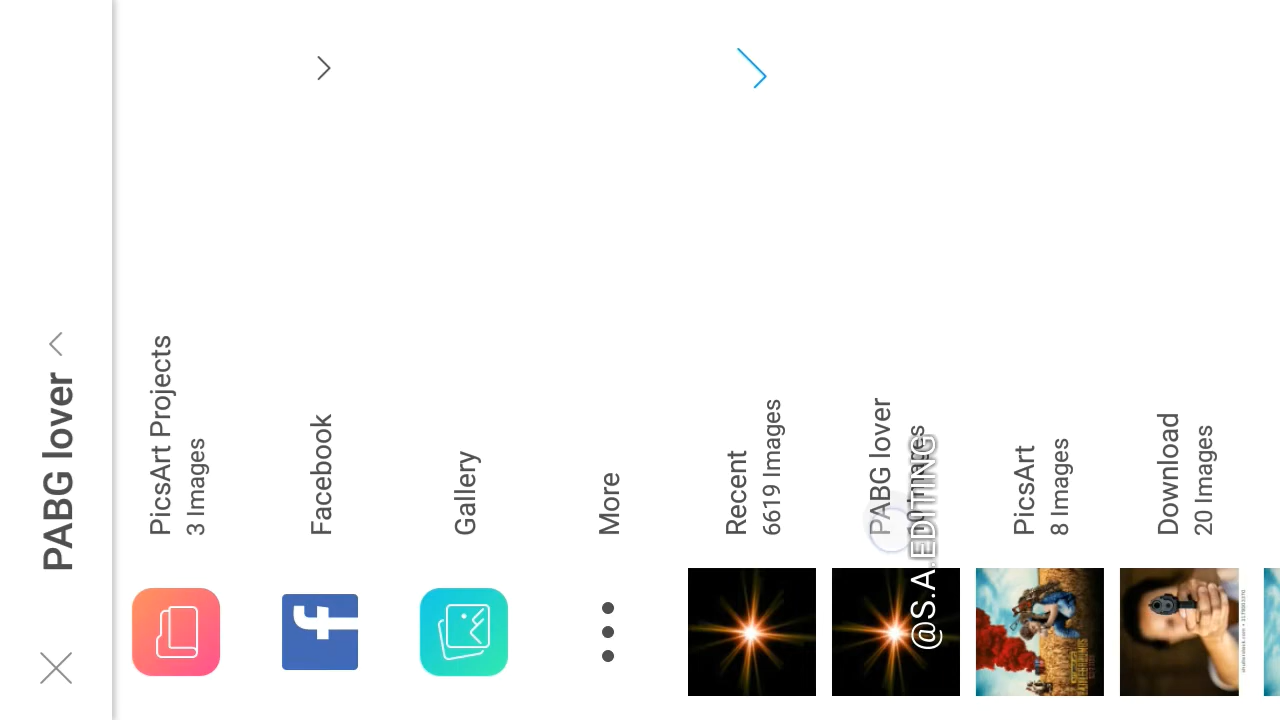 PABG lover
PicsArt Projects
3 Images
Facebook
Gallery
More
Recent
6619 Images
PABG lover
Images
@S.A.EDITING
PicsArt
8 Images
Download
20 Images